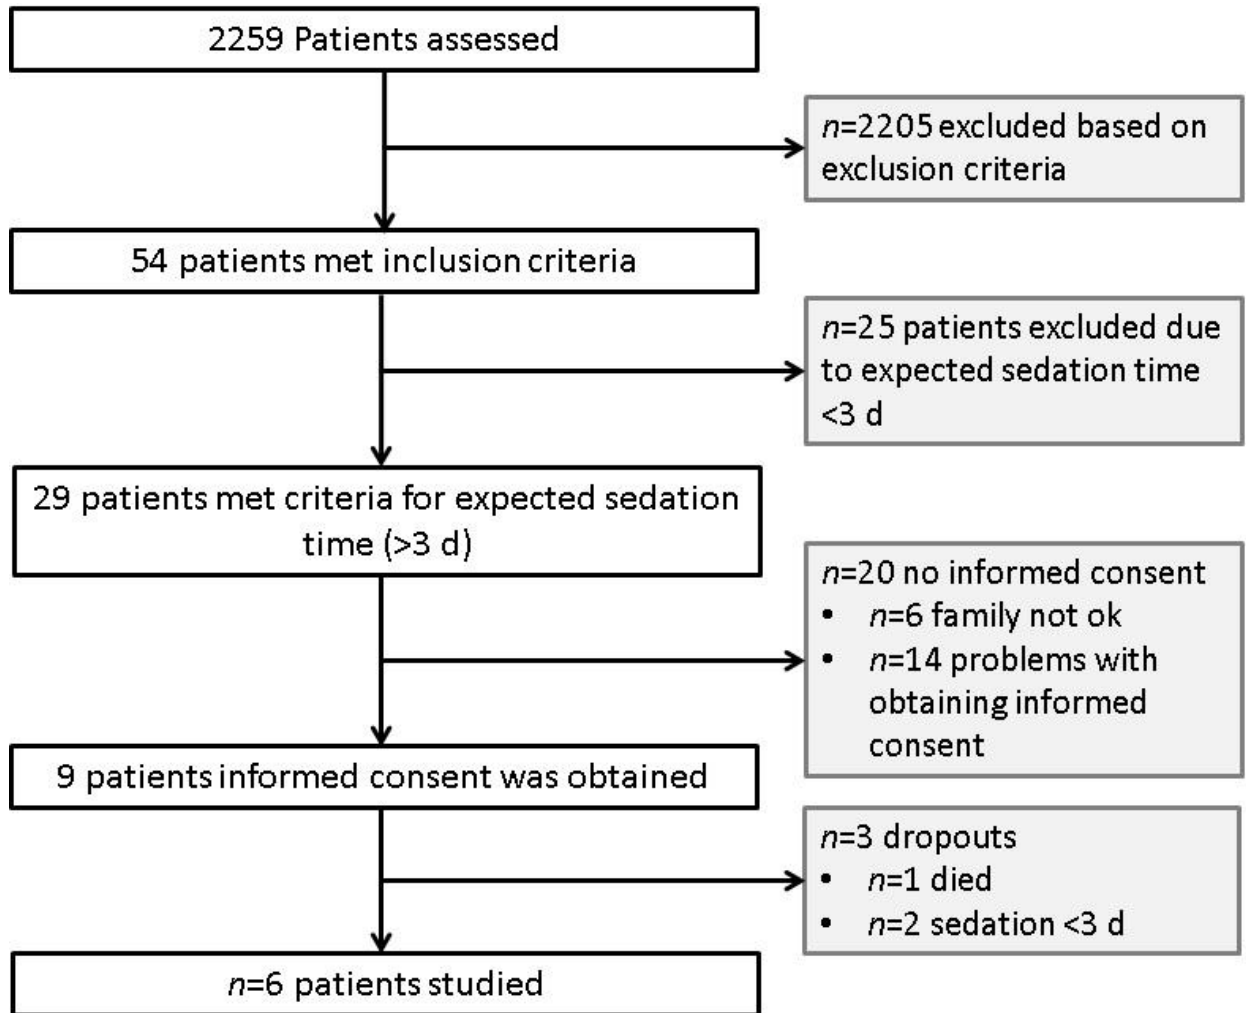 2259 Patients assessed
n=2205 excluded based on
exclusion criteria
54 patients met inclusion criteria
n=25 patients excluded due
to expected sedation time
<3 d
29 patients met criteria for expected sedation
time (>3 d)
n=20 no informed consent
• n=6 family not ok
• n=14 problems with
obtaining informed
consent
9 patients informed consent was obtained
n=3 dropouts
• n=1 died
• n=2 sedation <3 d
n=6 patients studied